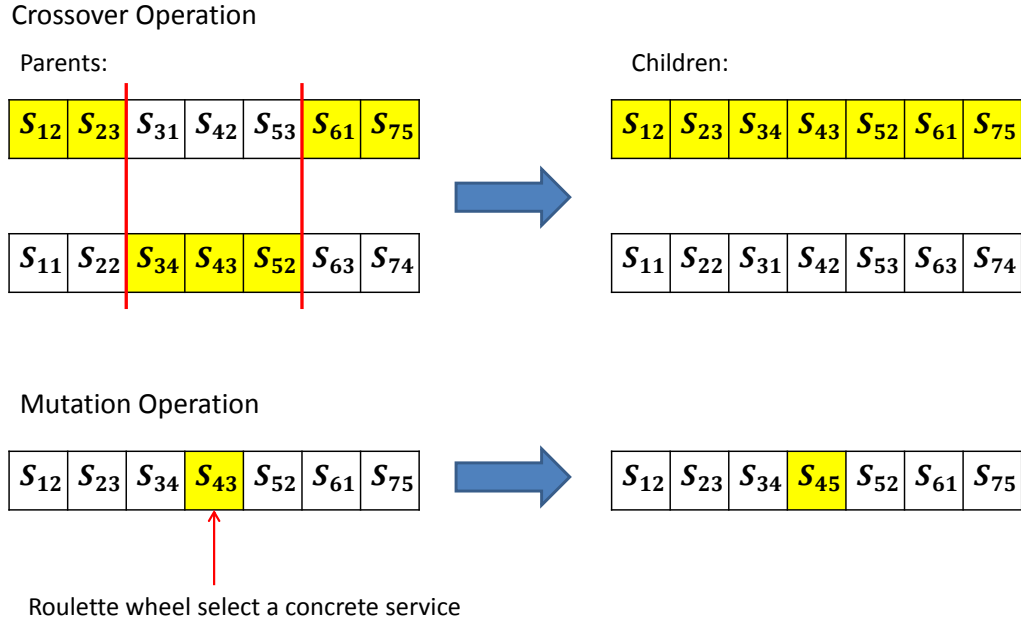 Crossover Operation
Parents:
Children:
S₁₂ S₂₃ S₃₁ S₄₂ S₅₃ S₆₁ S₇₅
S₁₂ S₂₃ S₃₄ S₄₃ S₅₂ S₆₁ S₇₅
S₁₁ S₂₂ S₃₄ S₄₃ S₅₂ S₆₃ S₇₄
S₁₁ S₂₂ S₃₁ S₄₂ S₅₃ S₆₃ S₇₄
Mutation Operation
S₁₂ S₂₃ S₃₄ S₄₃ S₅₂ S₆₁ S₇₅
S₁₂ S₂₃ S₃₄ S₄₅ S₅₂ S₆₁ S₇₅
Roulette wheel select a concrete service